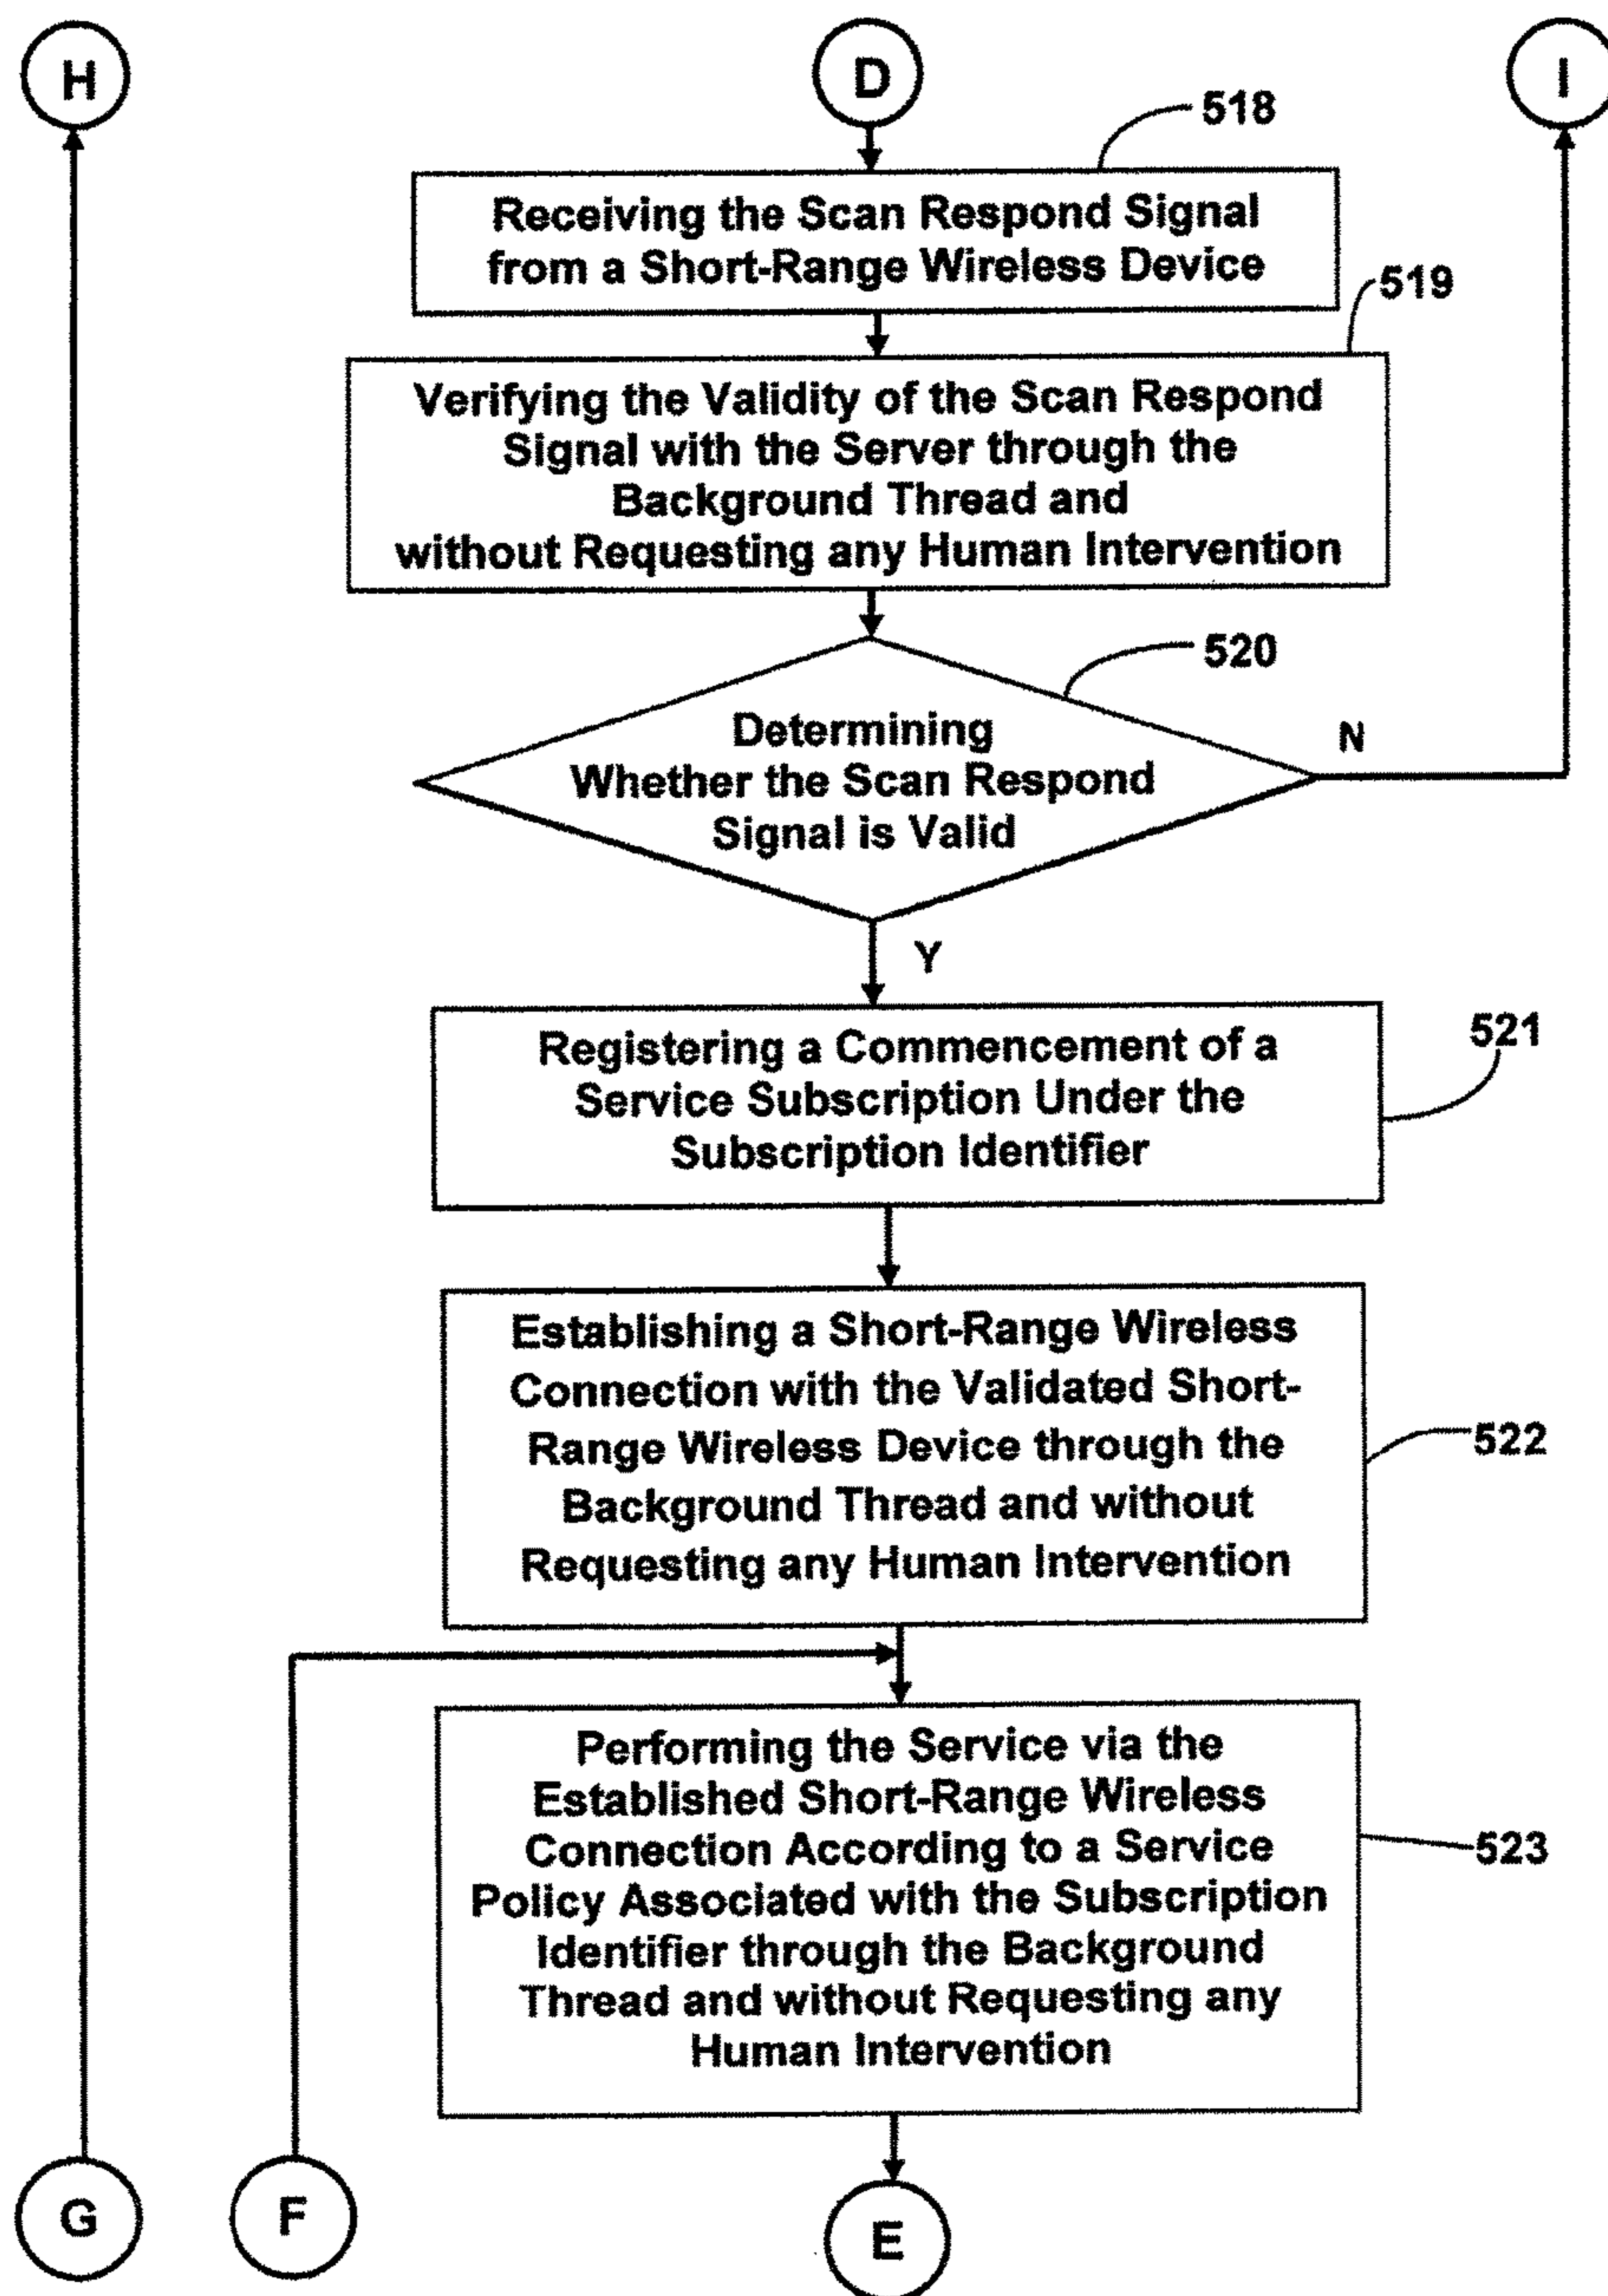 H
D
I
518
Receiving the Scan Respond Signal
from a Short-Range Wireless Device
519
Verifying the Validity of the Scan Respond
Signal with the Server through the
Background Thread and
without Requesting any Human Intervention
520
Determining
Whether the Scan Respond
Signal is Valid
N
Y
Registering a Commencement of a
Service Subscription Under the
Subscription Identifier
521
Establishing a Short-Range Wireless
Connection with the Validated Short-
Range Wireless Device through the
Background Thread and without
Requesting any Human Intervention
522
Performing the Service via the
Established Short-Range Wireless
Connection According to a Service
Policy Associated with the Subscription
Identifier through the Background
Thread and without Requesting any
Human Intervention
523
G
F
E